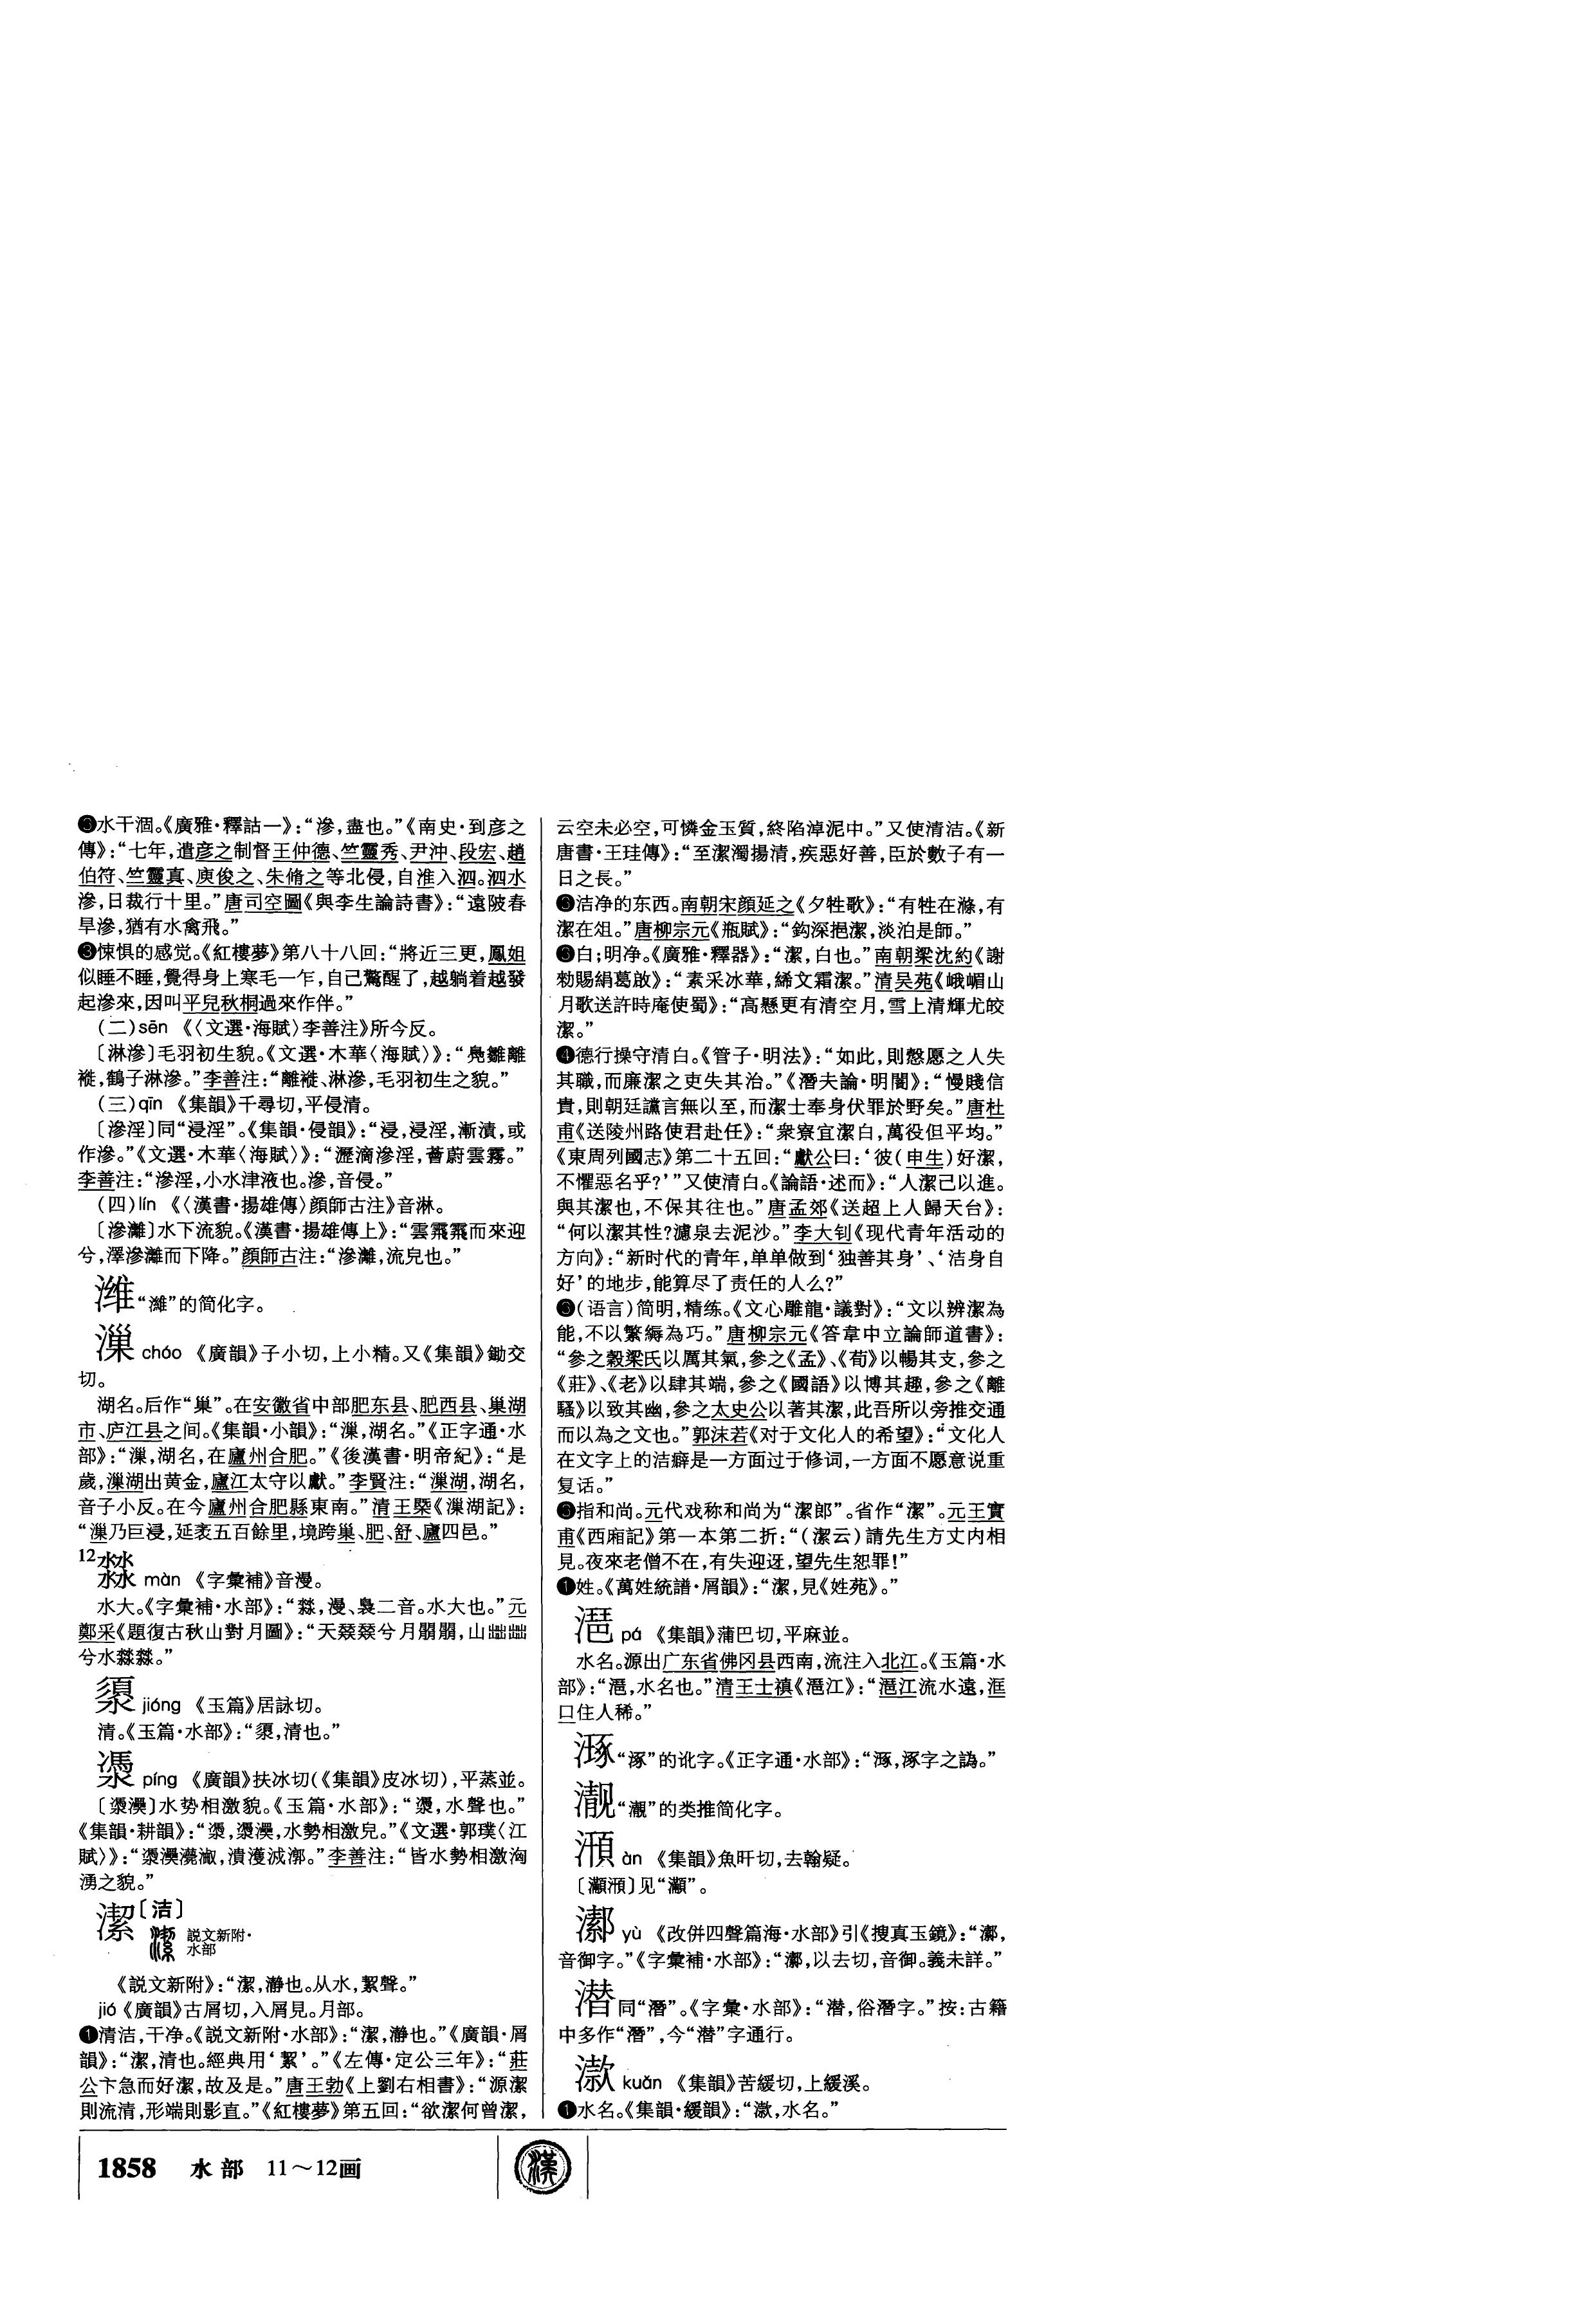 ❸水干涸。《廣雅·釋詁一》：“滲，盡也。”《南史·到彦之
傳》：“七年，遣彦之制督王仲德、竺靈秀、尹沖、段宏、趙
伯符、竺靈真、庾俊之、朱脩之等北侵，自淮入泗。泗水
滲，日裁行十里。”唐司空圖《與李生論詩書》：“遠陂春
旱滲，猶有水禽飛。”
❸悚惧的感觉。《紅樓夢》第八十八回：“將近三更，鳳姐
似睡不睡，覺得身上寒毛一乍，自己驚醒了，越躺着越發
起滲來，因叫平兒秋桐過來作伴。”
（二）sēn 《〈文選·海賦〉李善注》所今反。
〔淋滲〕毛羽初生貌。《文選·木華〈海賦〉》：“鳧雛離
褷，鶴子淋滲。”李善注：“離褷、淋滲，毛羽初生之貌。”
（三）qīn 《集韻》千尋切，平侵清。
〔滲淫〕同“浸淫”。《集韻·侵韻》：“浸，浸淫，漸漬，或
作滲。”《文選·木華〈海賦〉》：“瀝滴滲淫，薈蔚雲霧。”
李善注：“滲淫，小水津液也。滲，音侵。”
（四）lín 《〈漢書·揚雄傳〉顔師古注》音淋。
〔滲灕〕水下流貌。《漢書·揚雄傳上》：“雲霏霏而來迎
兮，澤滲灕而下降。”顔師古注：“滲灕，流皃也。”
潍“濰”的简化字。
漅 cháo 《廣韻》子小切，上小精。又《集韻》鋤交
切。
湖名。后作“巢”。在安徽省中部肥东县、肥西县、巢湖
市、庐江县之间。《集韻·小韻》：“漅，湖名。”《正字通·水
部》：“漅，湖名，在廬州合肥。”《後漢書·明帝紀》：“是
歲，漅湖出黄金，廬江太守以獻。”李賢注：“漅湖，湖名，
音子小反。在今廬州合肥縣東南。”清王槩《漅湖記》：
“漅乃巨浸，延袤五百餘里，境跨巢、肥、舒、廬四邑。”
12㵘 màn 《字彙補》音漫。
水大。《字彙補·水部》：“㵘，漫、裊二音。水大也。”元
鄭采《題復古秋山對月圖》：“天叕叕兮月朤朤，山𡾰𡾰
兮水㵘㵘。”
jiǒng 《玉篇》居詠切。
清。《玉篇·水部》：“，清也。”
凴 píng 《廣韻》扶冰切（《集韻》皮冰切），平蒸並。
〔漫〕水势相激貌。《玉篇·水部》：“，水聲也。”
《集韻·耕韻》：“，水勢相激皃。”《文選·郭璞〈江
賦〉》：“，潰濩泧漷。”李善注：“皆水勢相激洶
湧之貌。”
潔〔洁〕
説文新附·
水部
《説文新附》：“潔，瀞也。从水，絜聲。”
jié《廣韻》古屑切，入屑見。月部。
❶清洁，干净。《説文新附·水部》：“潔，瀞也。”《廣韻·屑
韻》：“潔，清也。經典用‘絜’。”《左傳·定公三年》：“莊
公卞急而好潔，故及是。”唐王勃《上劉右相書》：“源潔
則流清，形端則影直。”《紅樓夢》第五回：“欲潔何曾潔，
云空未必空，可憐金玉質，終陷淖泥中。”又使清洁。《新
唐書·王珪傳》：“至潔濁揚清，疾惡好善，臣於數子有一
日之長。”
❸洁净的东西。南朝宋顔延之《夕牲歌》：“有牲在滌，有
潔在俎。”唐柳宗元《瓶賦》：“鈎深挹潔，淡泊是師。”
❸白；明净。《廣雅·釋器》：“潔，白也。”南朝梁沈約《謝
勑賜絹葛啟》：“素采冰華，絺文霜潔。”清吴苑《峨嵋山
月歌送許時庵使蜀》：“高懸更有清空月，雪上清輝尤皎
潔。”
❹德行操守清白。《管子·明法》：“如此，則慤愿之人失
其職，而廉潔之吏失其治。”《潛夫論·明闇》：“慢賤信
貴，則朝廷讜言無以至，而潔士奉身伏罪於野矣。”唐杜
甫《送陵州路使君赴任》：“衆寮宜潔白，萬役但平均。”
《東周列國志》第二十五回：“獻公曰：‘彼（申生）好潔，
不懼惡名乎？’”又使清白。《論語·述而》：“人潔己以進。
與其潔也，不保其往也。”唐孟郊《送超上人歸天台》：
“何以潔其性？濾泉去泥沙。”李大钊《现代青年活动的
方向》：“新时代的青年，单单做到‘独善其身’、‘洁身自
好’的地步，能算尽了责任的人么？”
❸（语言）简明，精练。《文心雕龍·議對》：“文以辨潔為
能，不以繁縟為巧。”唐柳宗元《答韋中立論師道書》：
“參之穀梁氏以厲其氣，參之《孟》、《荀》以暢其支，參之
《莊》、《老》以肆其端，參之《國語》以博其趣，參之《離
騷》以致其幽，參之太史公以著其潔，此吾所以旁推交通
而以為之文也。”郭沫若《对于文化人的希望》：“文化人
在文字上的洁癖是一方面过于修词，一方面不愿意说重
复话。”
❸指和尚。元代戏称和尚为“潔郎”。省作“潔”。元王實
甫《西廂記》第一本第二折：“（潔云）請先生方丈内相
見。夜來老僧不在，有失迎迓，望先生恕罪！”
❶姓。《萬姓統譜·屑韻》：“潔，見《姓苑》。”
潖 pá 《集韻》蒲巴切，平麻並。
水名。源出广东省佛冈县西南，流注入北江。《玉篇·水
部》：“潖，水名也。”清王士禛《潖江》：“潖江流水遠，洭
口住人稀。”
“涿”的讹字。《正字通·水部》：“，涿字之譌。”
“瀙”的类推简化字。
àn 《集韻》魚旰切，去翰疑。
〔灝〕见“灝”。
yù 《改併四聲篇海·水部》引《搜真玉鏡》：“，
音御字。”《字彙補·水部》：“，以去切，音御。義未詳。”
潜同“潛”。《字彙·水部》：“潜，俗潛字。”按：古籍
中多作“潛”，今“潜”字通行。
㵀 kuǎn 《集韻》苦緩切，上緩溪。
❶水名。《集韻·緩韻》：“㵀，水名。”
1858 水部 11～12画
漢